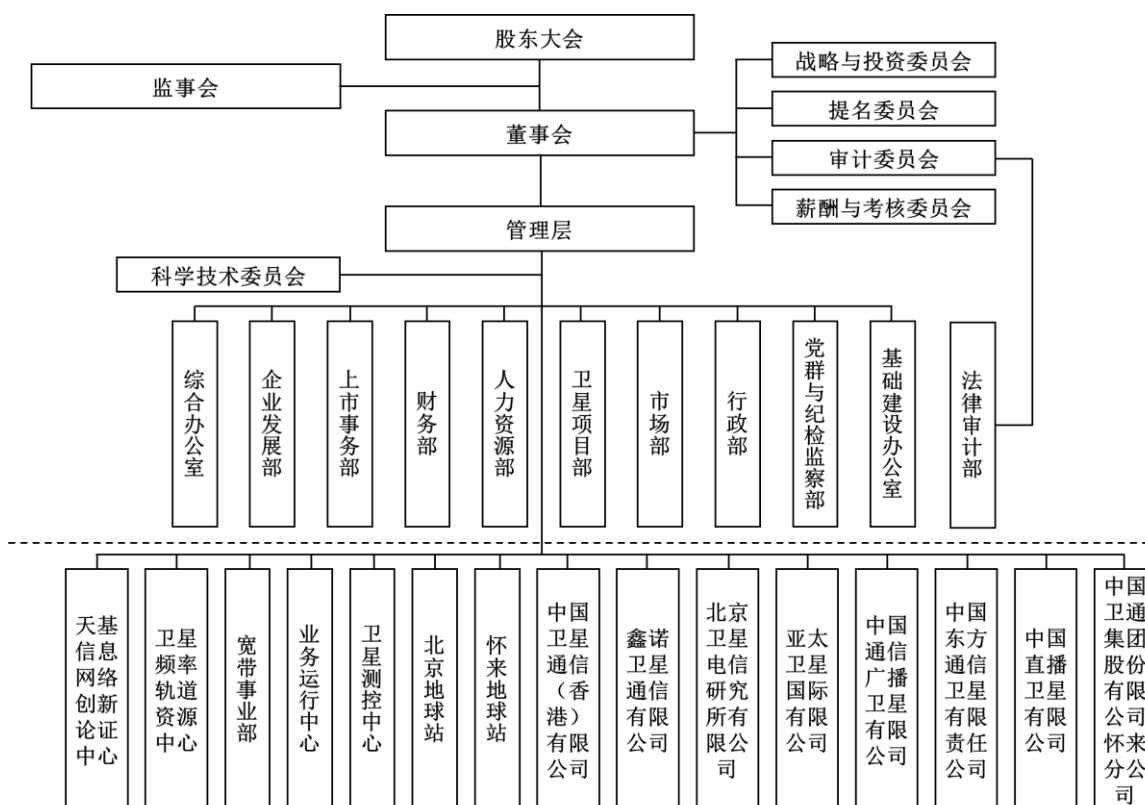 股东大会
监事会
董事会
战略与投资委员会
提名委员会
审计委员会
薪酬与考核委员会
管理层
科学技术委员会
综合办公室
企业发展部
上市事务部
财务部
人力资源部
卫星项目部
市场部
行政部
党群与纪检监察部
基础建设办公室
法律审计部
天基信息网络创新论证中心
卫星频率轨道资源中心
宽带事业部
业务运行中心
卫星测控中心
北京地球站
怀来地球站
中国卫星通信（香港）有限公司
鑫诺卫星通信有限公司
北京卫星电信研究所有限公司
亚太卫星国际有限公司
中国通信广播卫星有限公司
中国东方通信卫星有限责任公司
中国直播卫星有限公司
中国卫通集团股份有限公司怀来分公司